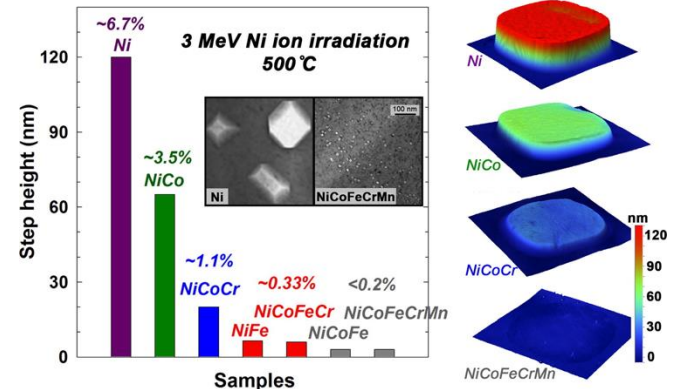 ~6.7%
Ni
3 MeV Ni ion irradiation
500°C
120
90
60
30
0
Step height (nm)
~3.5%
NiCo
~1.1%
NiCoCr
~0.33%
NiCoFeCr
NiFe
<0.2%
NiCoFeCrMn
NiCoFe
Samples
100 nm
Ni
NiCoFeCrMn
Ni
NiCo
NiCoCr
NiCoFeCrMn
nm
120
90
60
30
0